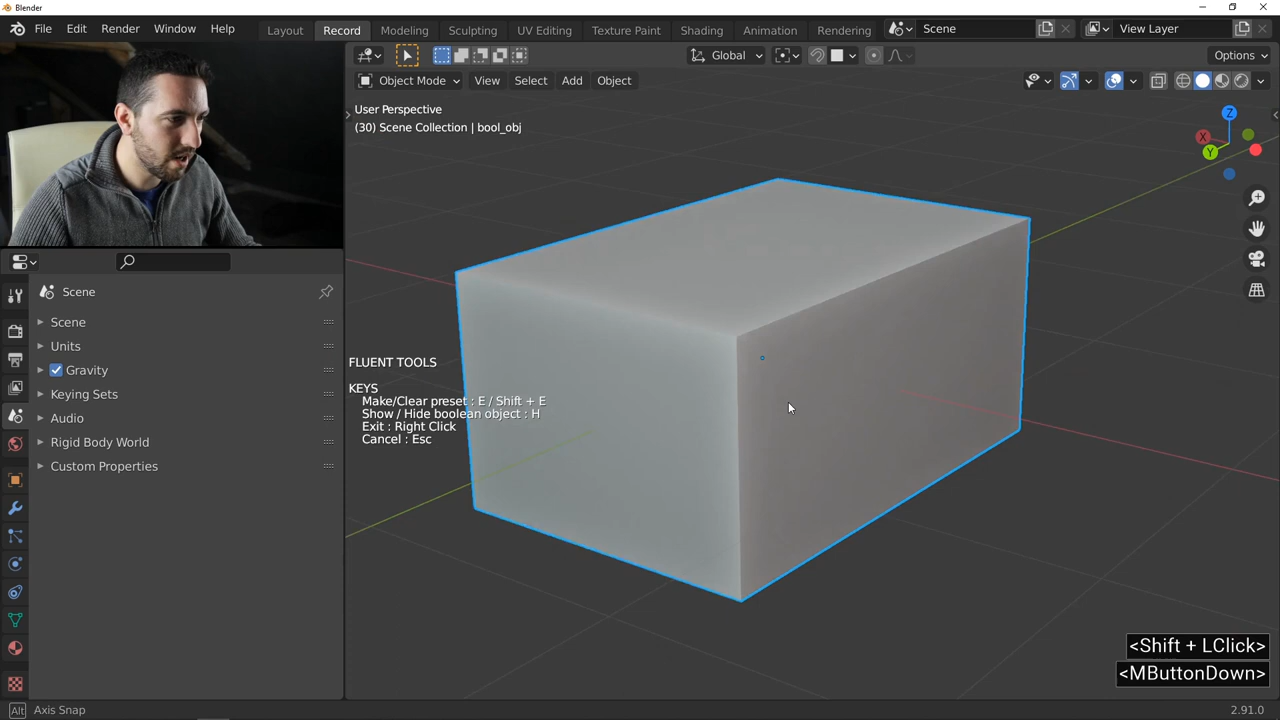 Blender
File Edit Render Window Help
Layout Record Modeling Sculpting UV Editing Texture Paint Shading Animation Rendering
Scene
View Layer
Global
Options
Object Mode View Select Add Object
User Perspective
(30) Scene Collection | bool_obj
Z
X
Y
Scene
Scene
Units
Gravity
Keying Sets
Audio
Rigid Body World
Custom Properties
FLUENT TOOLS
KEYS
Make/Clear preset : E / Shift + E
Show / Hide boolean object : H
Exit : Right Click
Cancel : Esc
<Shift + LClick>
<MButtonDown>
Alt Axis Snap
2.91.0